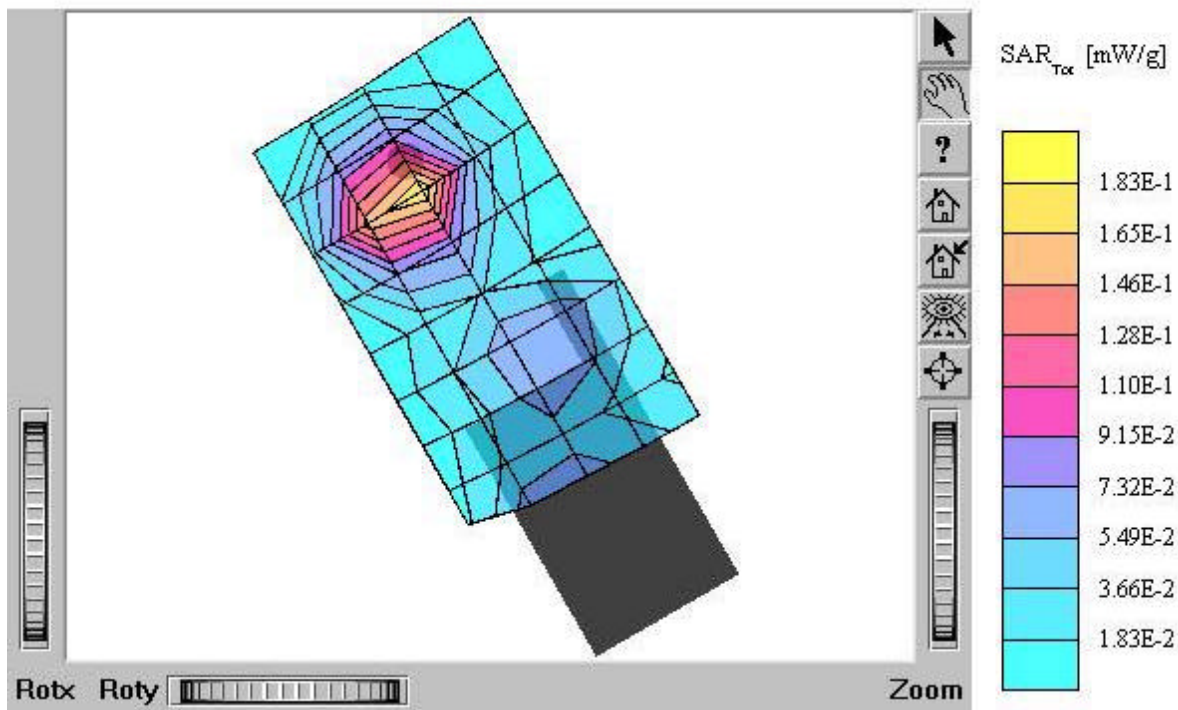 SAR_Tot [mW/g]
?
1.83E-1
1.65E-1
1.46E-1
1.28E-1
1.10E-1
9.15E-2
7.32E-2
5.49E-2
3.66E-2
1.83E-2
Rotx Roty Zoom